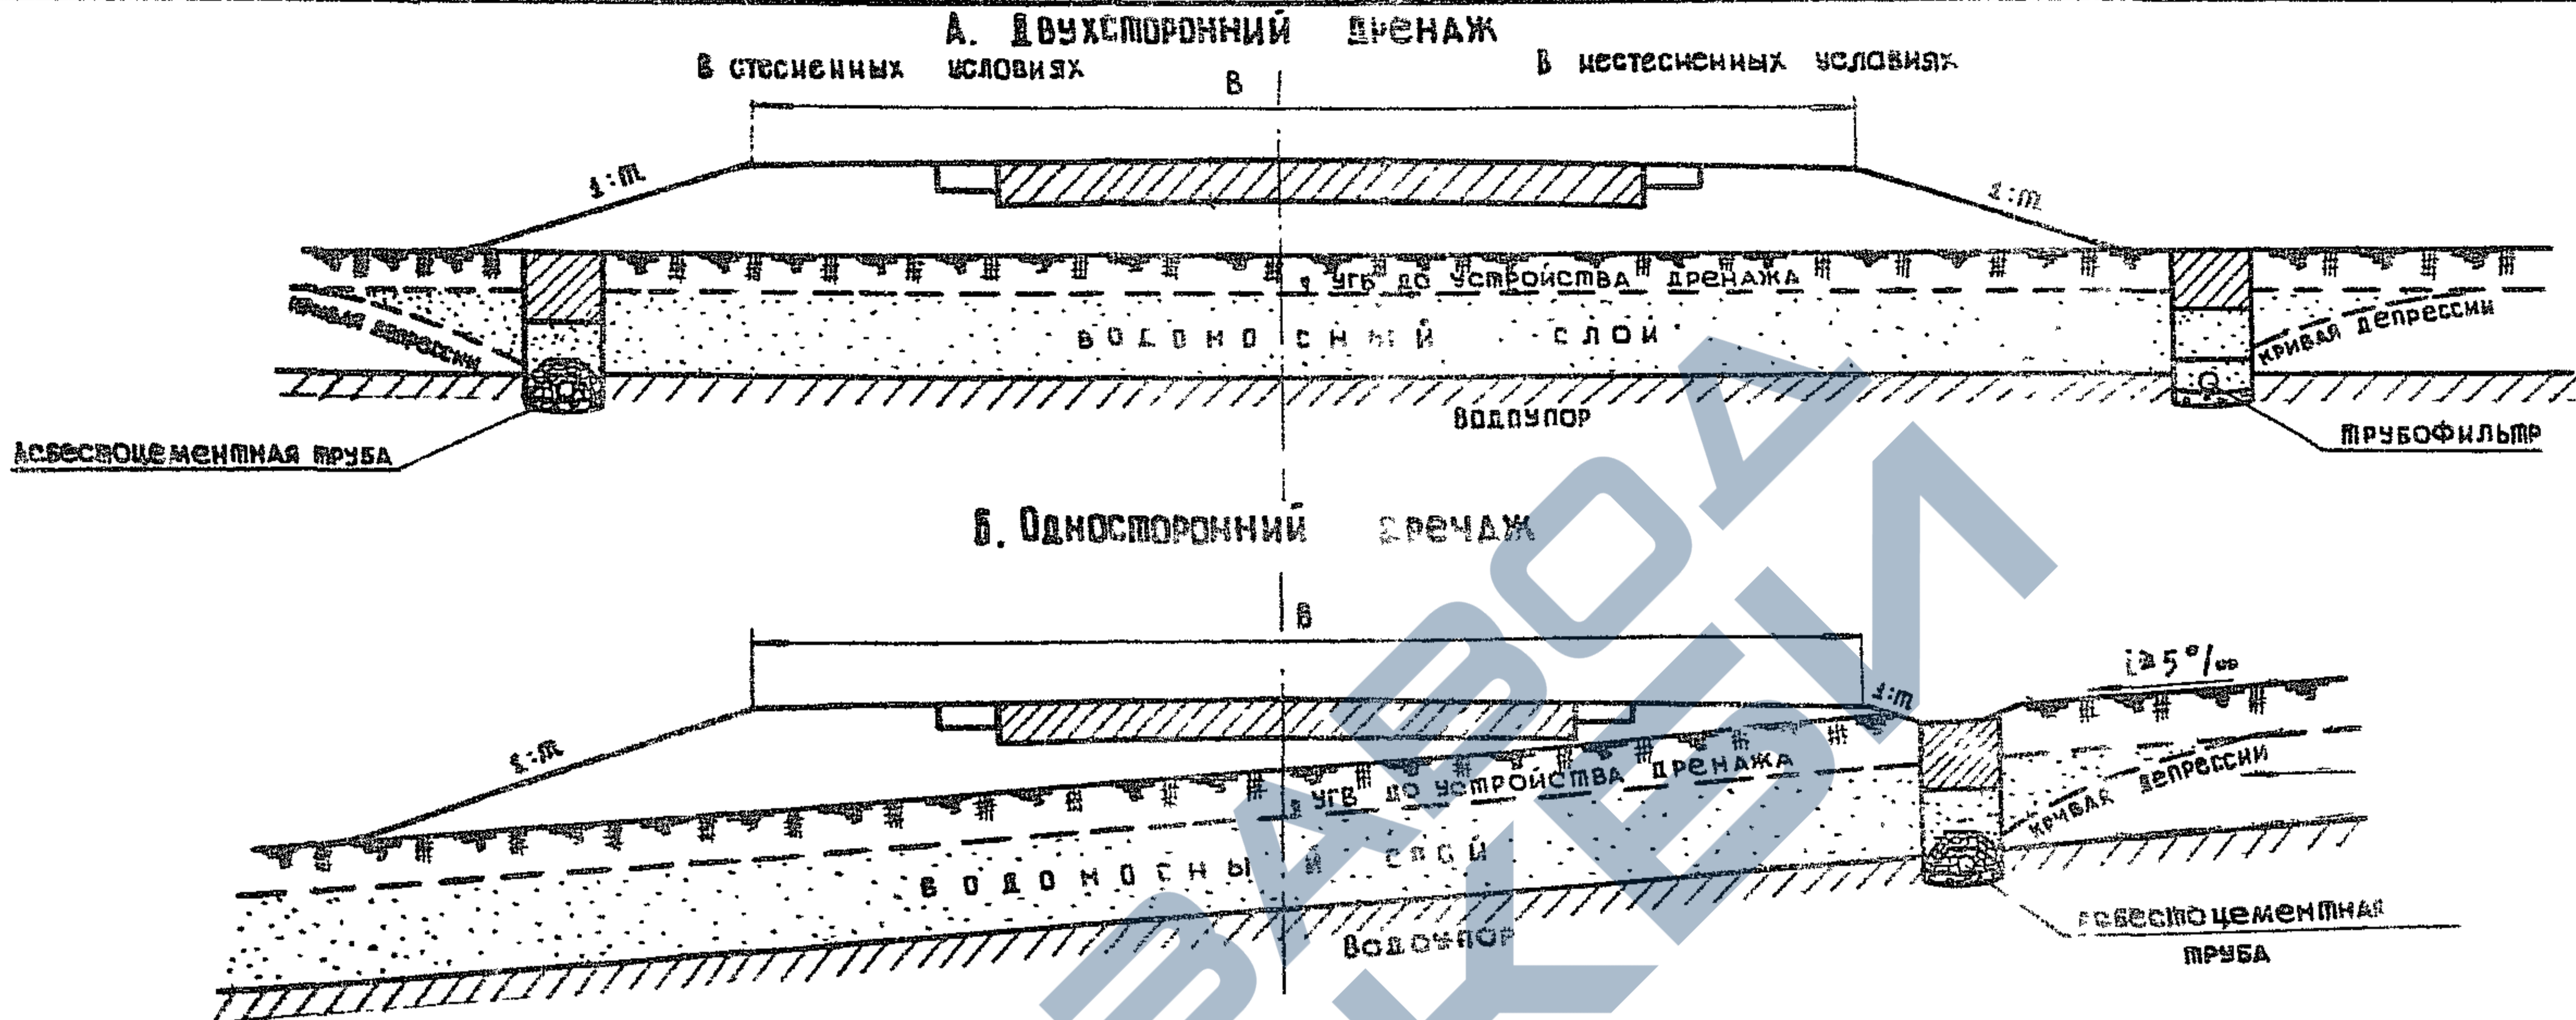 А. Двухсторонний дренаж
В стесненных условиях
В нестесненных условиях
В
1:m
1:m
УГВ до устройства дренажа
кривая депрессии
водоносный слой
кривая депрессии
Водоупор
Асбестоцементная труба
Трубофильтр
Б. Односторонний дренаж
В
i≥5‰
1:m
1:m
УГВ до устройства дренажа
кривая депрессии
водоносный слой
Водоупор
Асбестоцементная
труба
ЗАВОД
КБИ